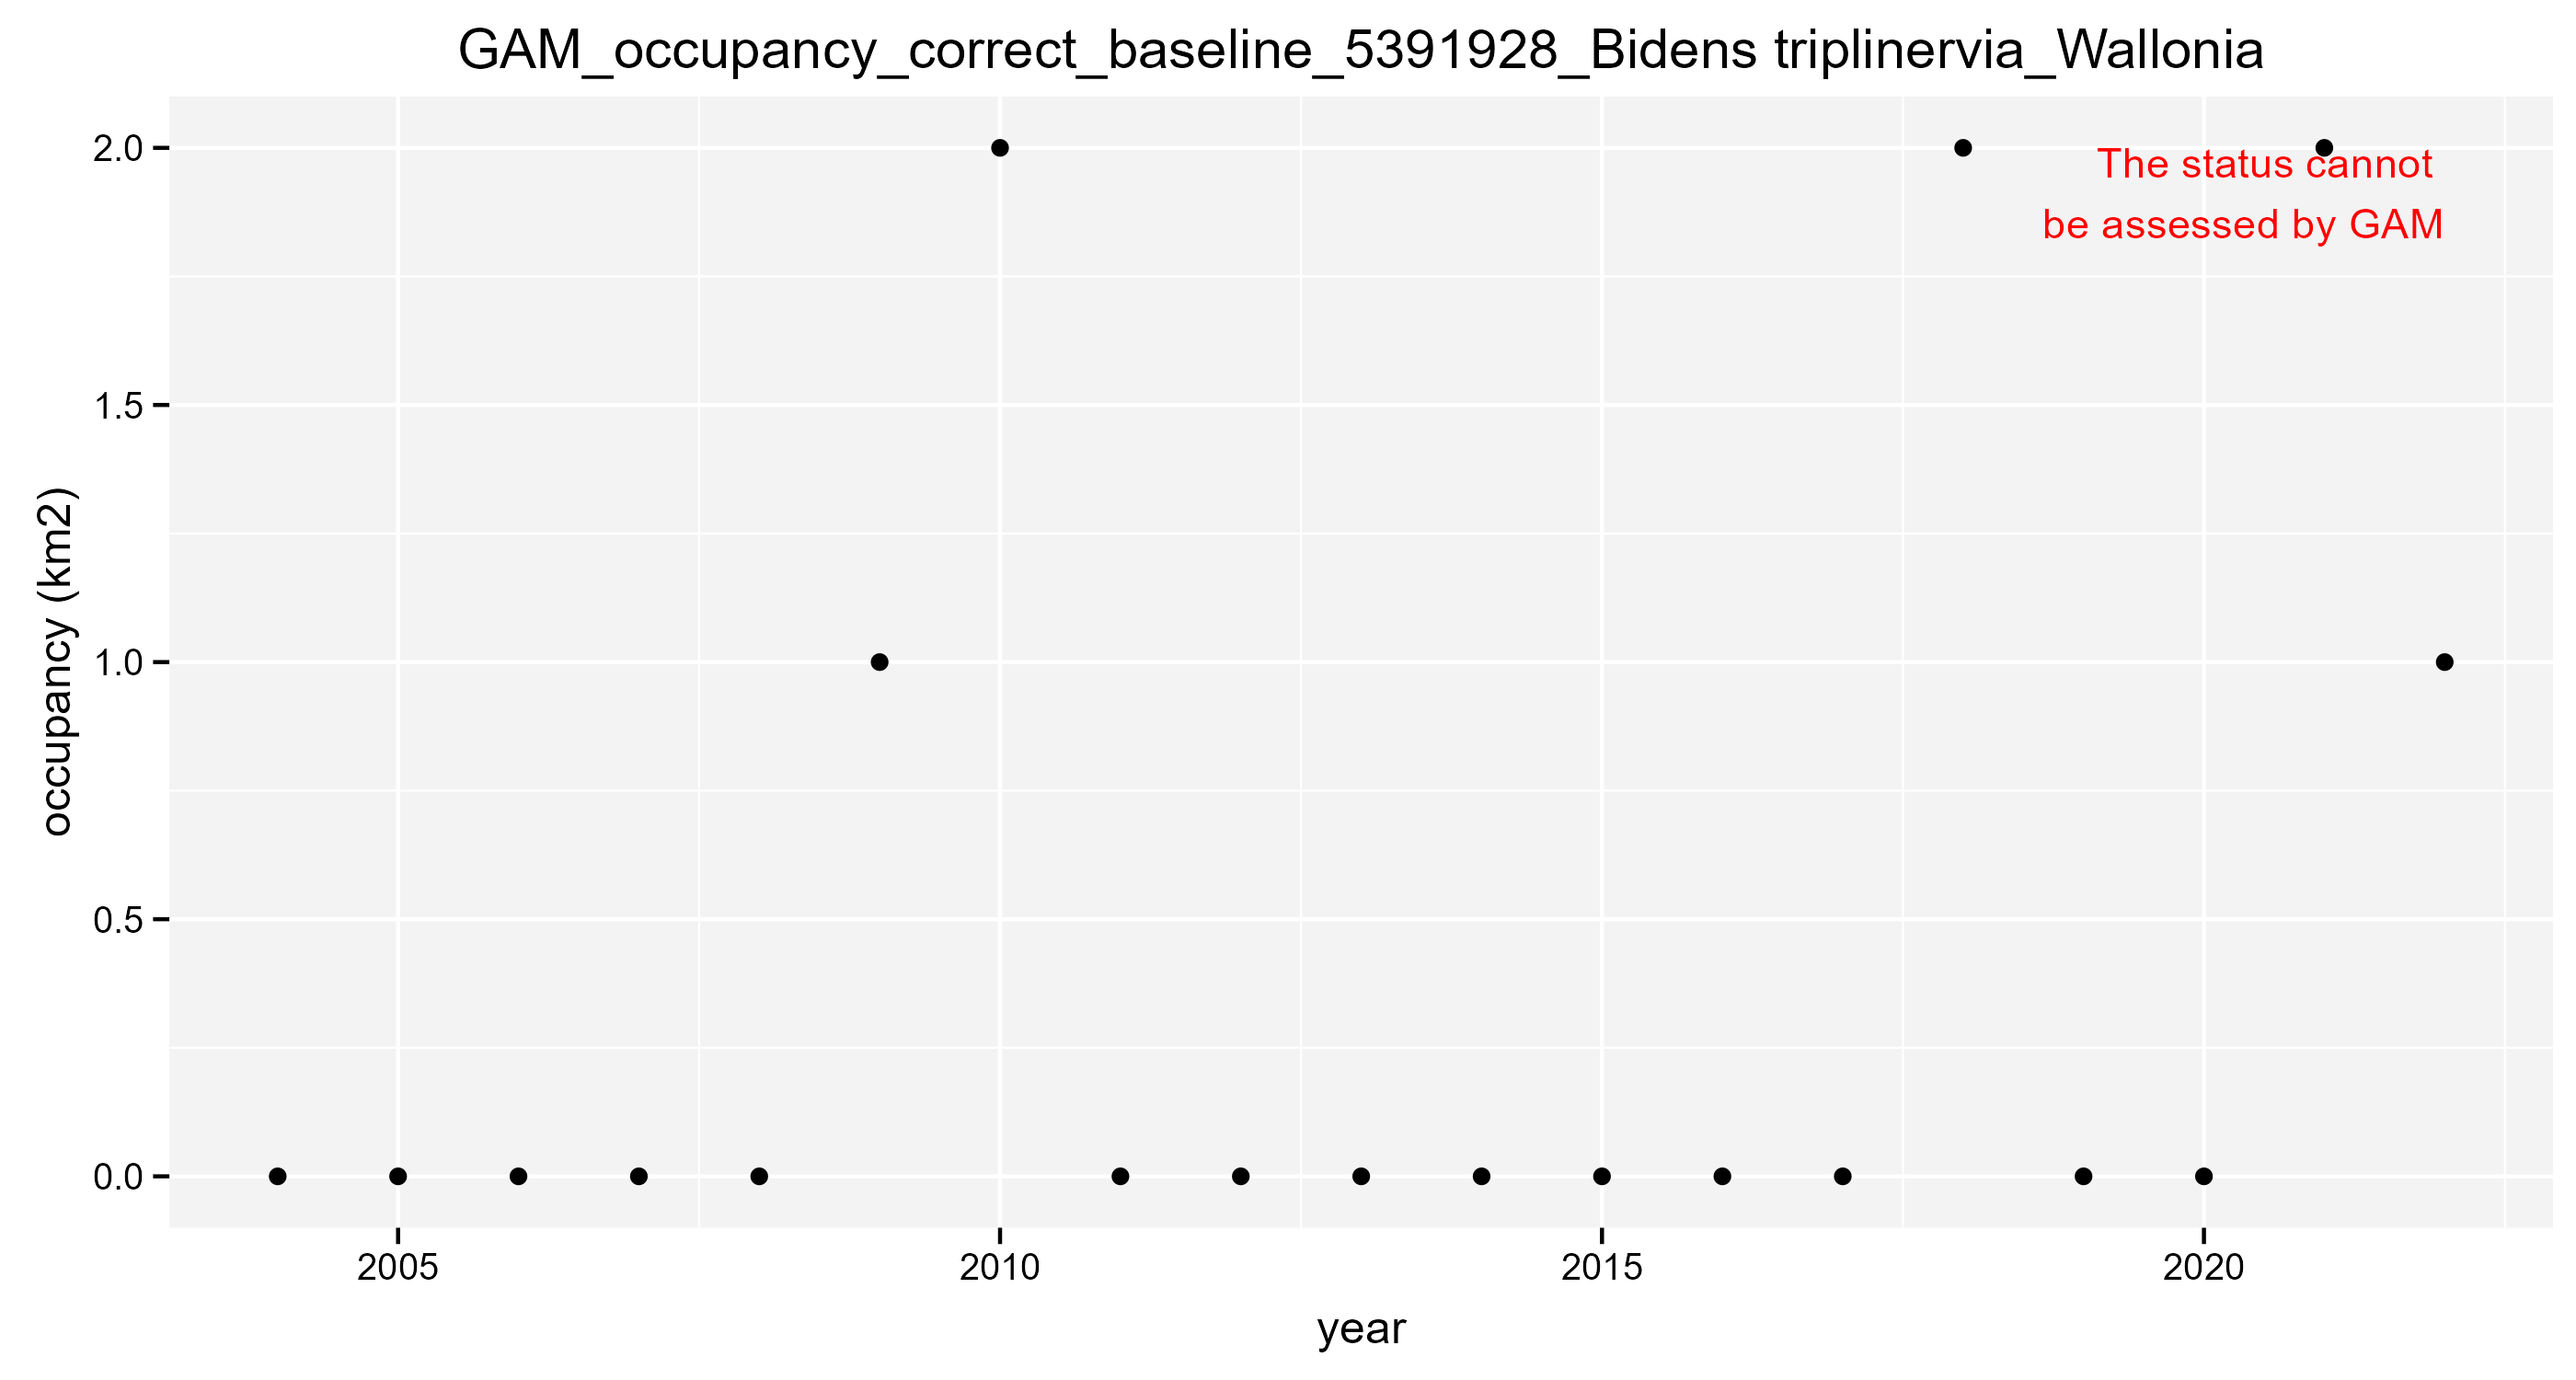 GAM_occupancy_correct_baseline_5391928_Bidens triplinervia_Wallonia
2.0
The status cannot
be assessed by GAM
1.5
occupancy (km2)
1.0
0.5
0.0
2005 2010 2015 2020
year